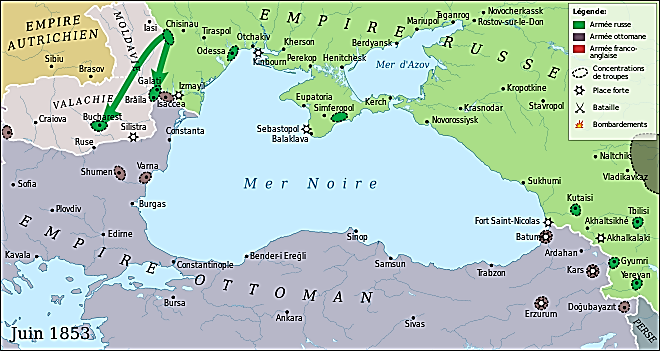 EMPIRE
AUTRICHIEN
MOLDAVIE
EMPIRE RUSSE
VALACHIE
EMPIRE OTTOMAN
PERSE
Mer Noire
Mer d'Azov
Iasi
Chisinau
Tiraspol
Odessa
Otchakiv
Kinbourn
Kherson
Perekop
Henitchesk
Berdyansk
Mariupol
Taganrog
Novocherkassk
Rostov-sur-le-Don
Sibiu
Brasov
Galati
Izmayl
Brăila
Isaccea
Craiova
Bucharest
Silistra
Ruse
Constanta
Eupatoria
Simferopol
Kerch
Sebastopol
Balaklava
Krasnodar
Kropotkine
Stavropol
Novorossiysk
Naltchik
Vladikavkaz
Shumen
Varna
Sofia
Plovdiv
Burgas
Edirne
Kavala
Constantinople
Bender-i Eregli
Bursa
Ankara
Sinop
Samsun
Sivas
Trabzon
Sukhumi
Kutaisi
Tbilisi
Fort Saint-Nicolas
Akhaltsikhé
Akhalkalaki
Batum
Ardahan
Gyumri
Kars
Yerevan
Erzurum
Doğubayazıt
Légende:
Armée russe
Armée ottomane
Armée franco-
anglaise
Concentrations
de troupes
Place forte
Bataille
Bombardements
Juin 1853